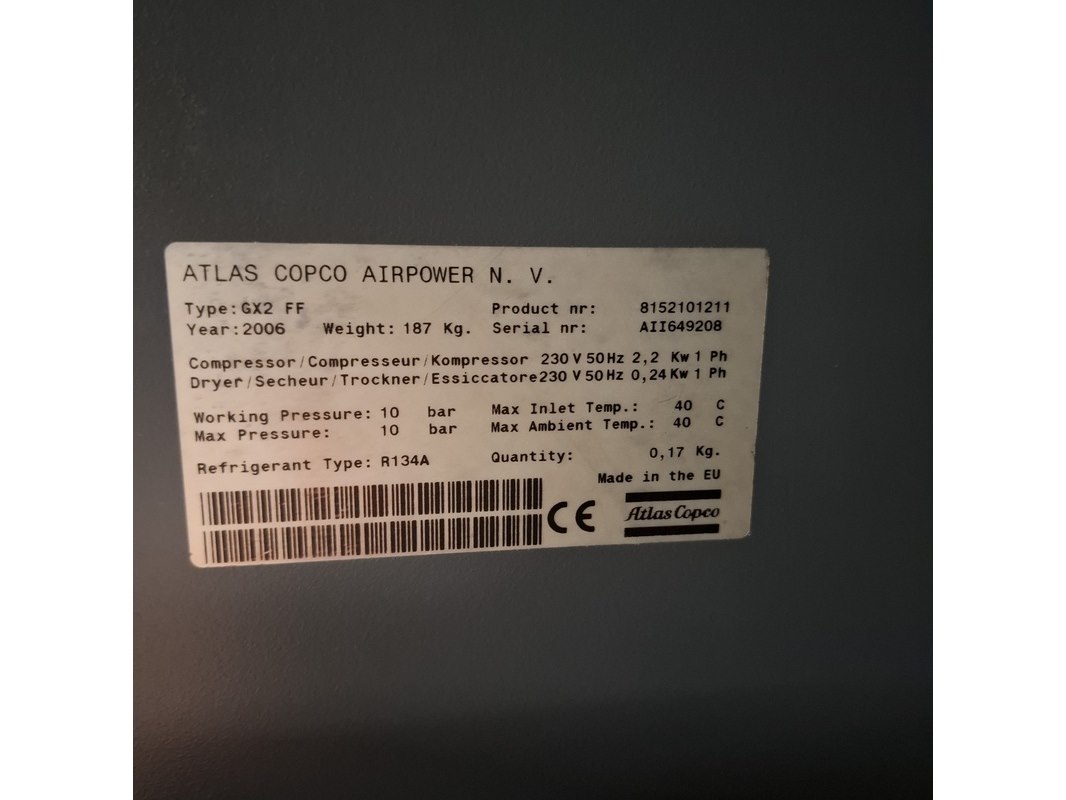 ATLAS COPCO AIRPOWER N. V.
Type: GX2 FF Product nr: 8152101211
Year: 2006 Weight: 187 Kg. Serial nr: AII649208
Compressor/Compresseur/Kompressor 230 V 50 Hz 2,2 Kw 1 Ph
Dryer/Secheur/Trockner/Essiccatore 230 V 50 Hz 0,24 Kw 1 Ph
Working Pressure: 10 bar Max Inlet Temp.: 40 C
Max Pressure: 10 bar Max Ambient Temp.: 40 C
Refrigerant Type: R134A Quantity: 0,17 Kg.
Made in the EU
CE Atlas Copco